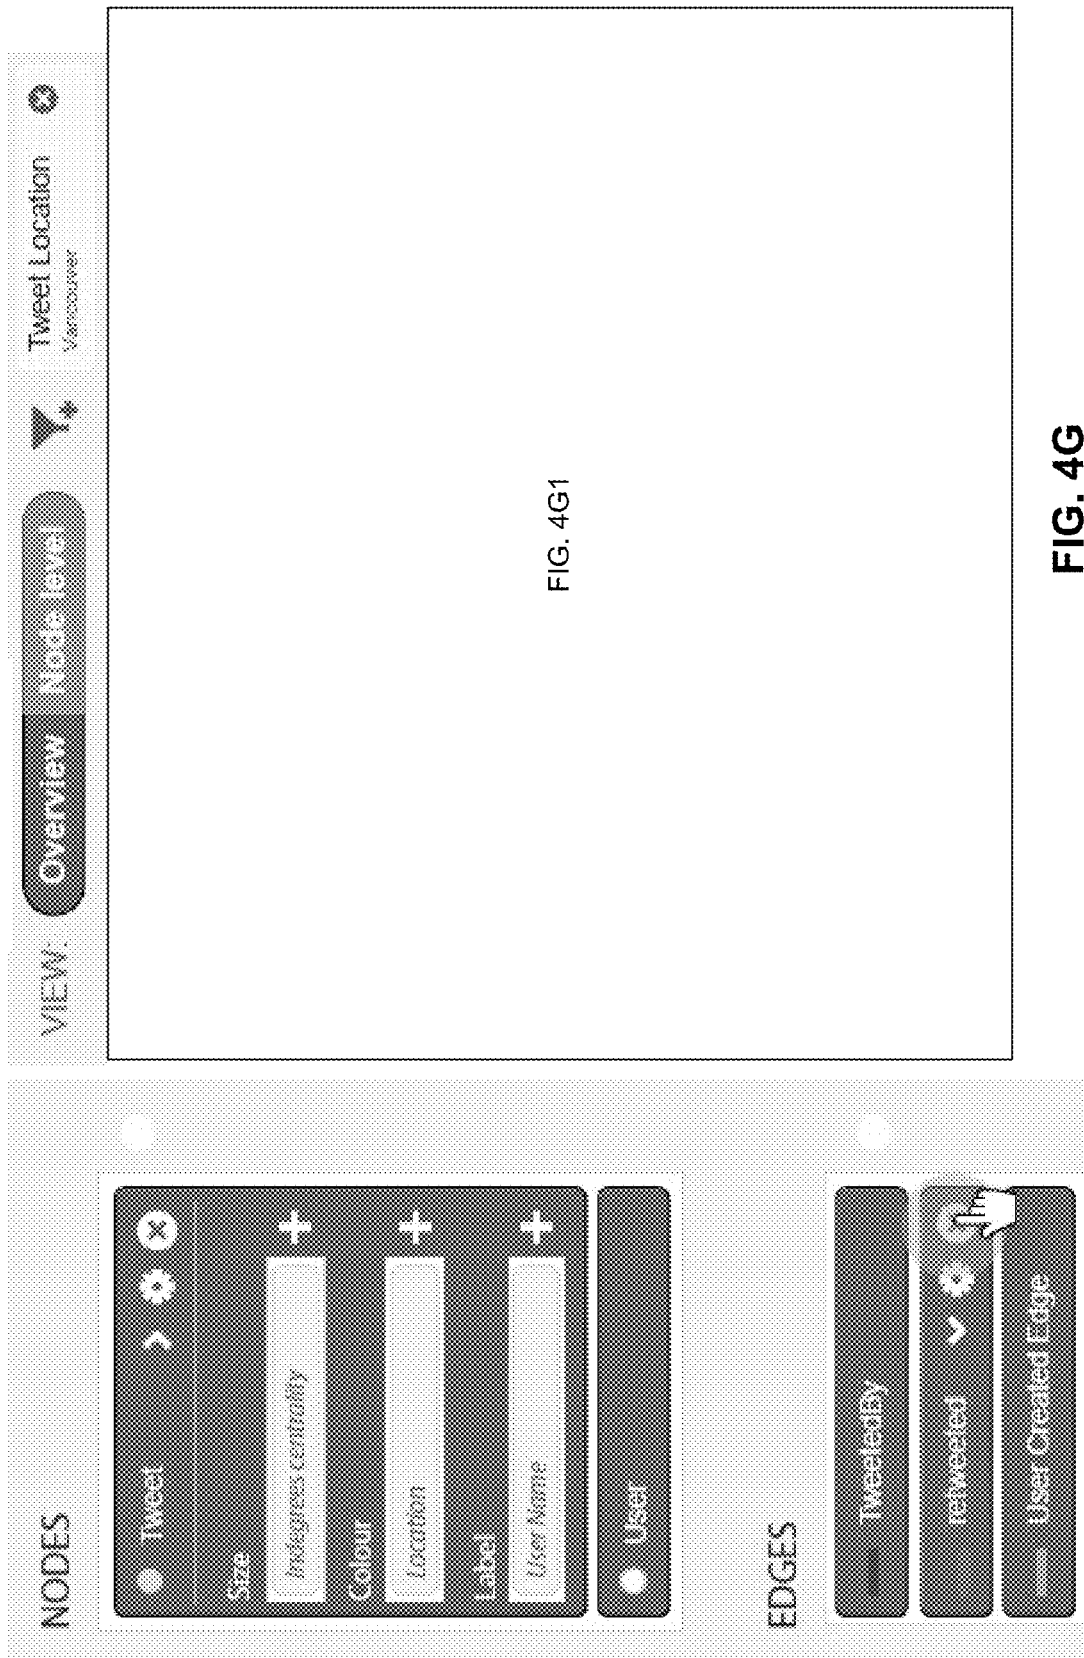 NODES
Tweet
Size
Indegrees centrality
Colour
Location
Label
User Name
User
EDGES
TweetedBy
retweeted
User Created Edge
VIEW:
Overview
Node level
Tweet Location
Vancouver
FIG. 4G1
FIG. 4G